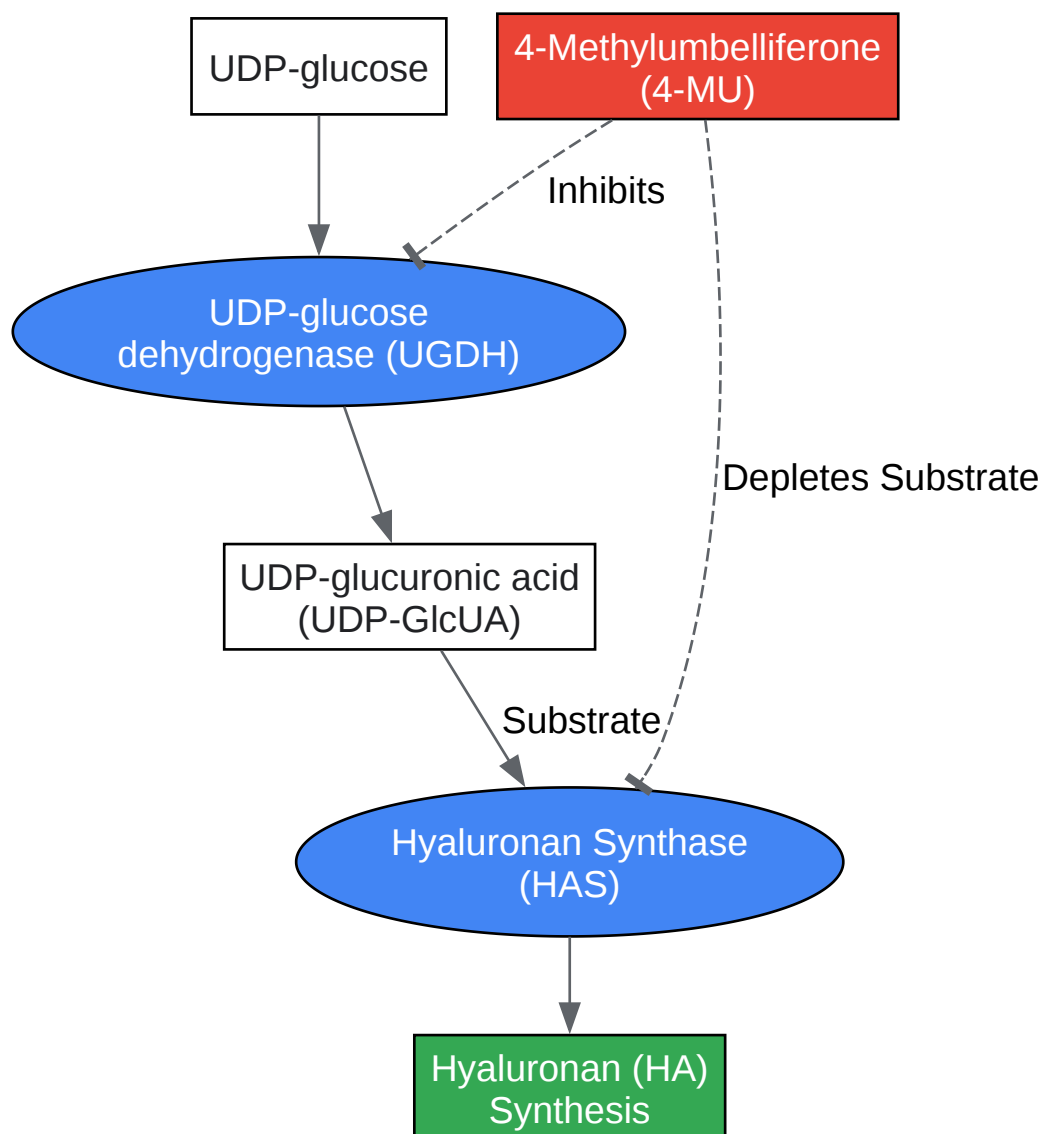 UDP-glucose
4-Methylumbelliferone
(4-MU)
Inhibits
UDP-glucose
dehydrogenase (UGDH)
Depletes Substrate
UDP-glucuronic acid
(UDP-GlcUA)
Substrate
Hyaluronan Synthase
(HAS)
Hyaluronan (HA)
Synthesis